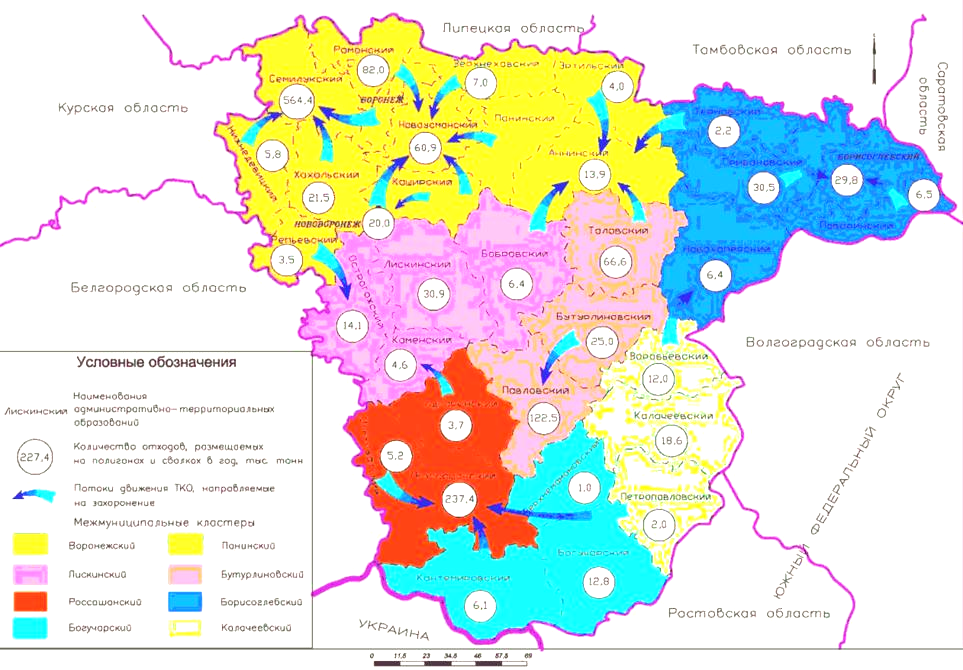 Липецкая область
Тамбовская область
Саратовская
область
Курская область
Рамонский
82,0
Верхнехавский
7,0
Эртильский
4,0
Семилукский
564,4
ВОРОНЕЖ
Новоусманский
60,9
Панинский
Терновский
2,2
Нижнедевицкий
5,8
Хохольский
21,5
Каширский
Аннинский
13,9
Грибановский
30,5
БОРИСОГЛЕБСКИЙ
29,8
6,5
Поворинский
НОВОВОРОНЕЖ
20,0
Репьевский
3,5
Таловский
66,6
Новохоперский
6,4
Острогожский
14,1
Лискинский
30,9
Бобровский
6,4
Белгородская область
Бутурлиновский
25,0
Волгоградская область
Каменский
4,6
Воробьевский
12,0
Павловский
122,5
Калачеевский
18,6
3,7
5,2
237,4
Верхнемамонский
1,0
Петропавловский
2,0
Богучарский
12,8
Кантемировский
6,1
Ростовская область
ЮЖНЫЙ ФЕДЕРАЛЬНЫЙ ОКРУГ
УКРАИНА
Условные обозначения
Лискинский
Наименования
административно-территориальных
образований
227,4
Количество отходов, размещаемых
на полигонах и свалках в год, тыс. тонн
Потоки движения ТКО, направляемые
на захоронение
Межмуниципальные кластеры
Воронежский
Панинский
Лискинский
Бутурлиновский
Россошанский
Борисоглебский
Богучарский
Калачеевский
0 11,5 23 34,5 46 57,5 69